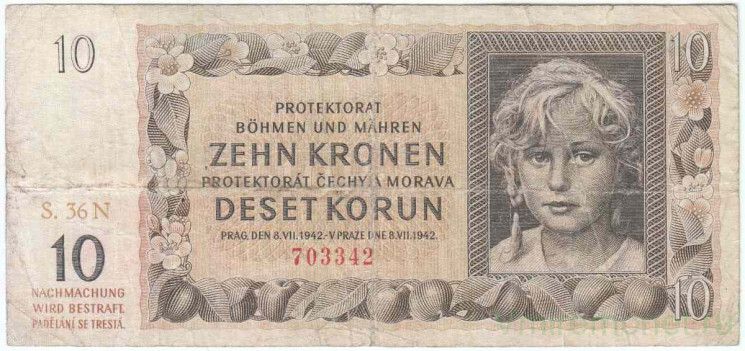 10
PROTEKTORAT
BÖHMEN UND MÄHREN
ZEHN KRONEN
PROTEKTORÁT ČECHY A MORAVA
DESET KORUN
PRAG, DEN 8. VII. 1942.-V PRAZE DNE 8. VII. 1942.
703342
S. 36 N
10
NACHMACHUNG
WIRD BESTRAFT
PADĚLÁNÍ SE TRESTÁ.
10
10